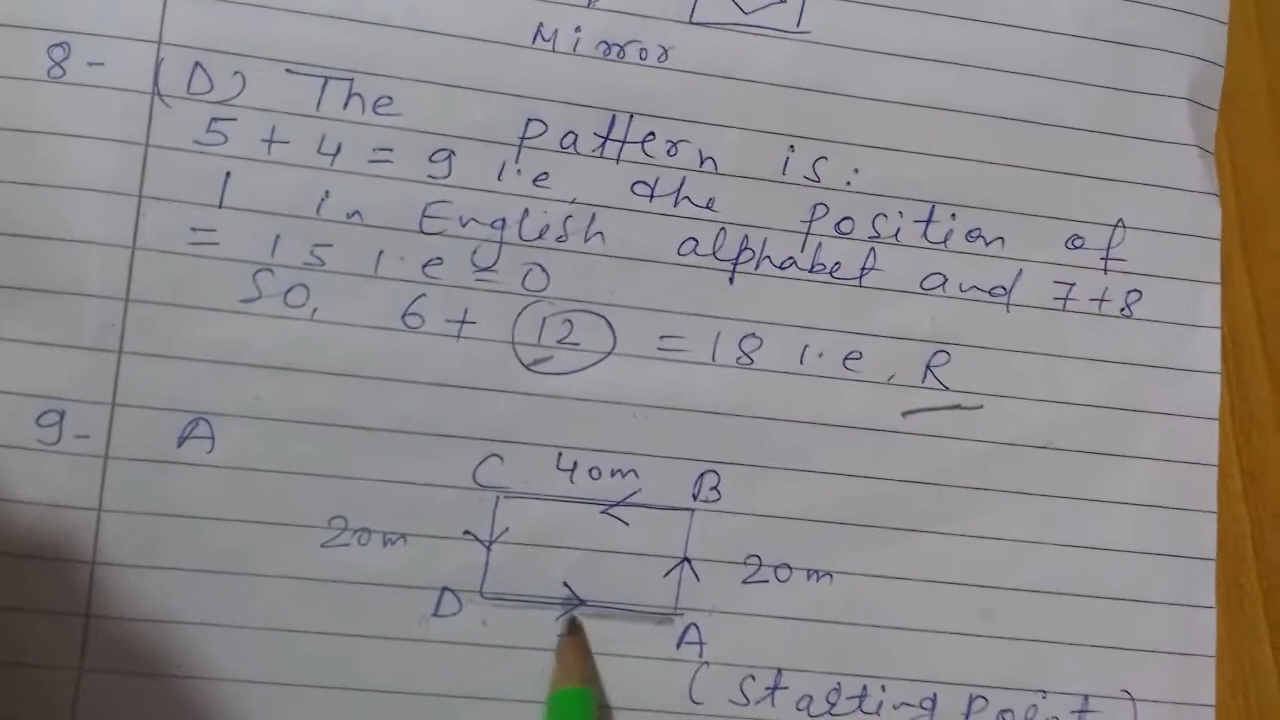 Mirror
8- (D) The pattern is:
5 + 4 = 9 i.e, the position of
I in English alphabet and 7+8
= 15 i.e = O
So, 6 + 12 = 18 i.e, R
9- A
C 40m B
20m 20m
D A
(Starting Point)